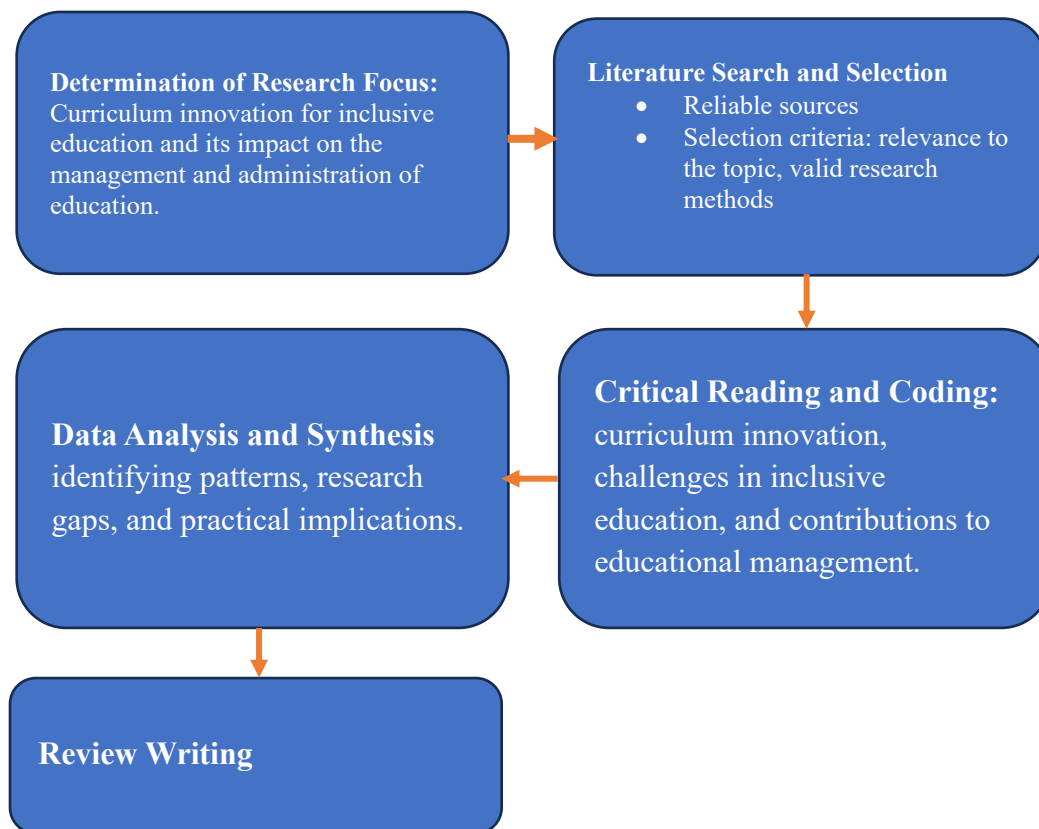 Determination of Research Focus:
Curriculum innovation for inclusive
education and its impact on the
management and administration of
education.
Literature Search and Selection
• Reliable sources
• Selection criteria: relevance to
the topic, valid research
methods
Critical Reading and Coding:
curriculum innovation,
challenges in inclusive
education, and contributions to
educational management.
Data Analysis and Synthesis
identifying patterns, research
gaps, and practical implications.
Review Writing